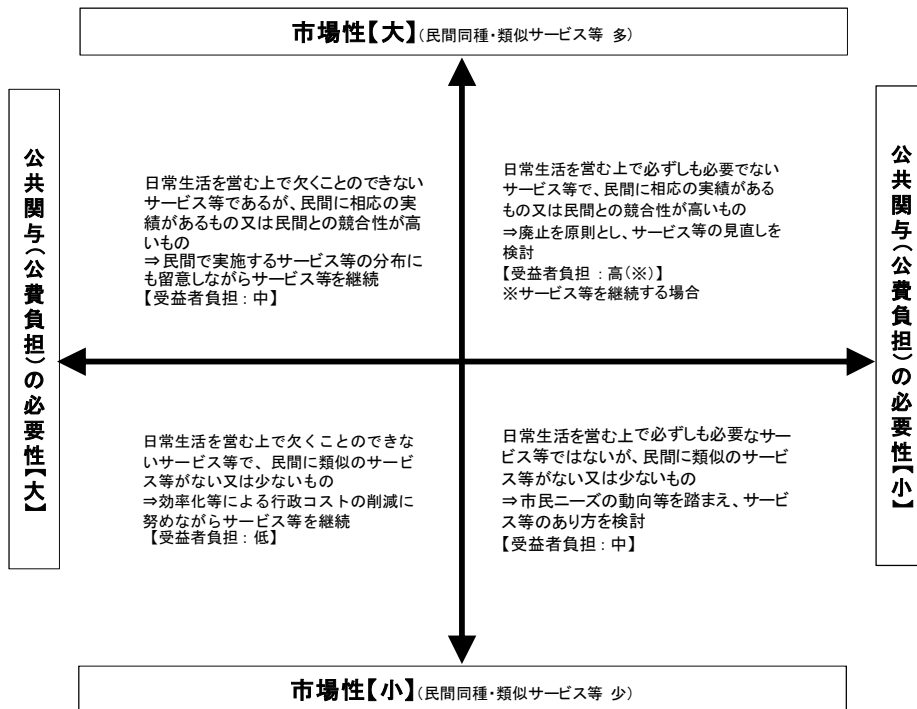 市場性【大】(民間同種・類似サービス等 多)
公共関与(公費負担)の必要性【大】
日常生活を営む上で欠くことのできない
サービス等であるが、民間に相応の実
績があるもの又は民間との競合性が高
いもの
⇒民間で実施するサービス等の分布に
も留意しながらサービス等を継続
【受益者負担：中】
日常生活を営む上で必ずしも必要でない
サービス等で、民間に相応の実績がある
もの又は民間との競合性が高いもの
⇒廃止を原則とし、サービス等の見直しを
検討
【受益者負担：高(※)】
※サービス等を継続する場合
公共関与(公費負担)の必要性【小】
日常生活を営む上で欠くことのできな
いサービス等で、民間に類似のサービ
ス等がない又は少ないもの
⇒効率化等による行政コストの削減に
努めながらサービス等を継続
【受益者負担：低】
日常生活を営む上で必ずしも必要なサー
ビス等ではないが、民間に類似のサービ
ス等がない又は少ないもの
⇒市民ニーズの動向等を踏まえ、サービ
ス等のあり方を検討
【受益者負担：中】
市場性【小】(民間同種・類似サービス等 少)